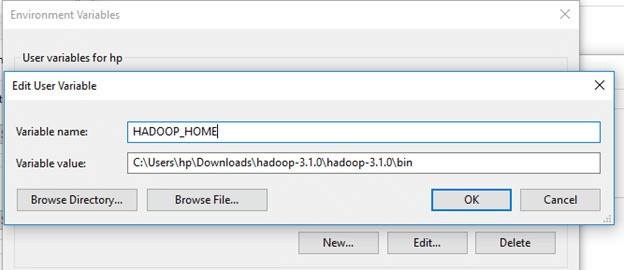 Environment Variables
User variables for hp
Edit User Variable
Variable name: HADOOP_HOME
Variable value: C:\Users\hp\Downloads\hadoop-3.1.0\hadoop-3.1.0\bin
Browse Directory... Browse File... OK Cancel
New... Edit... Delete